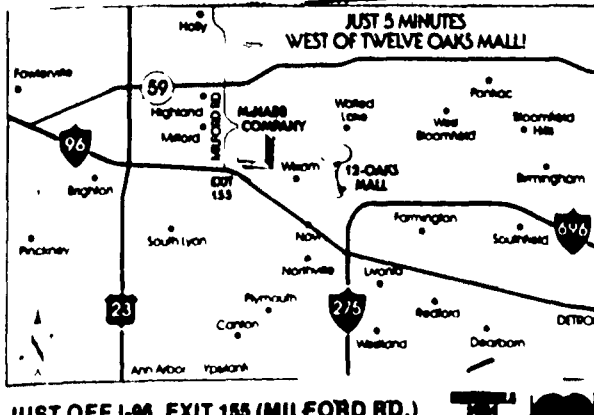 JUST 5 MINUTES
WEST OF TWELVE OAKS MALL!
Holly
Fowlerville
59
Highland
Milford
MILFORD RD
McNABB
COMPANY
Walled
Lake
Pontiac
West
Bloomfield
Bloomfield
Hills
96
Brighton
EXIT
155
Wixom
12-OAKS
MALL
Birmingham
Pinckney
South Lyon
Novi
Farmington
Southfield
696
Northville
Livonia
23
Plymouth
275
Redford
Canton
Westland
Dearborn
DETRO
Ann Arbor
Ypsilanti
JUST OFF I-96, EXIT 155 (MILFORD RD.)